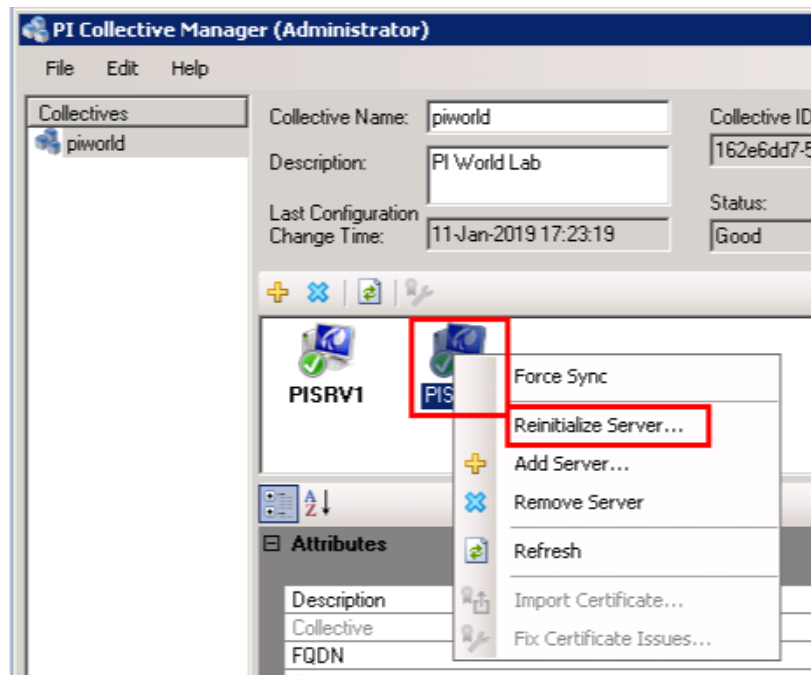 PI Collective Manager (Administrator)
File Edit Help
Collectives
piworld
Collective Name: piworld
Collective ID
162e6dd7-5
Description: PI World Lab
Status:
Last Configuration
Change Time: 11-Jan-2019 17:23:19
Good
PISRV1
PIS
Force Sync
Reinitialize Server...
Add Server...
Remove Server
Refresh
Import Certificate...
Fix Certificate Issues...
Attributes
Description
Collective
FQDN